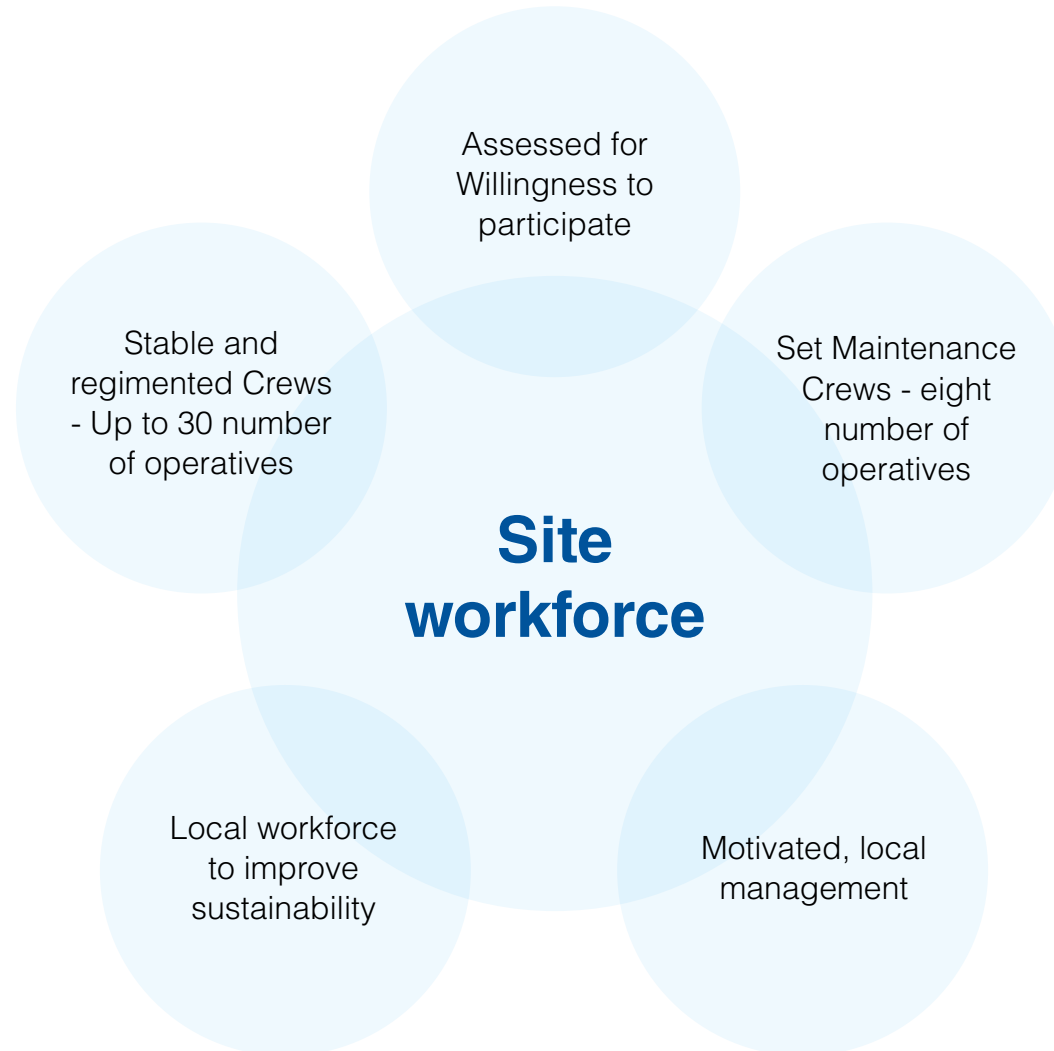 Assessed for
Willingness to
participate
Stable and
regimented Crews
- Up to 30 number
of operatives
Set Maintenance
Crews - eight
number of
operatives
Site
workforce
Local workforce
to improve
sustainability
Motivated, local
management